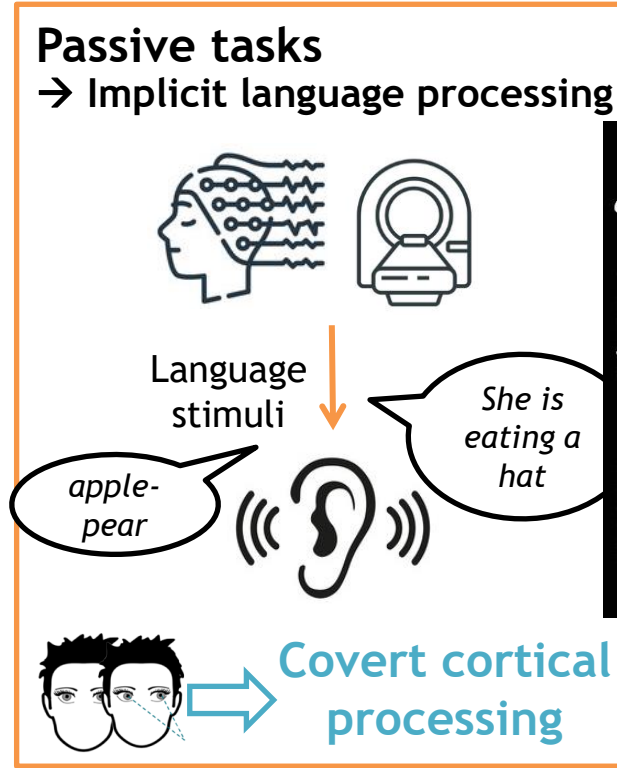 Passive tasks
→ Implicit language processing
Language
stimuli
She is
eating a
hat
apple-
pear
Covert cortical
processing